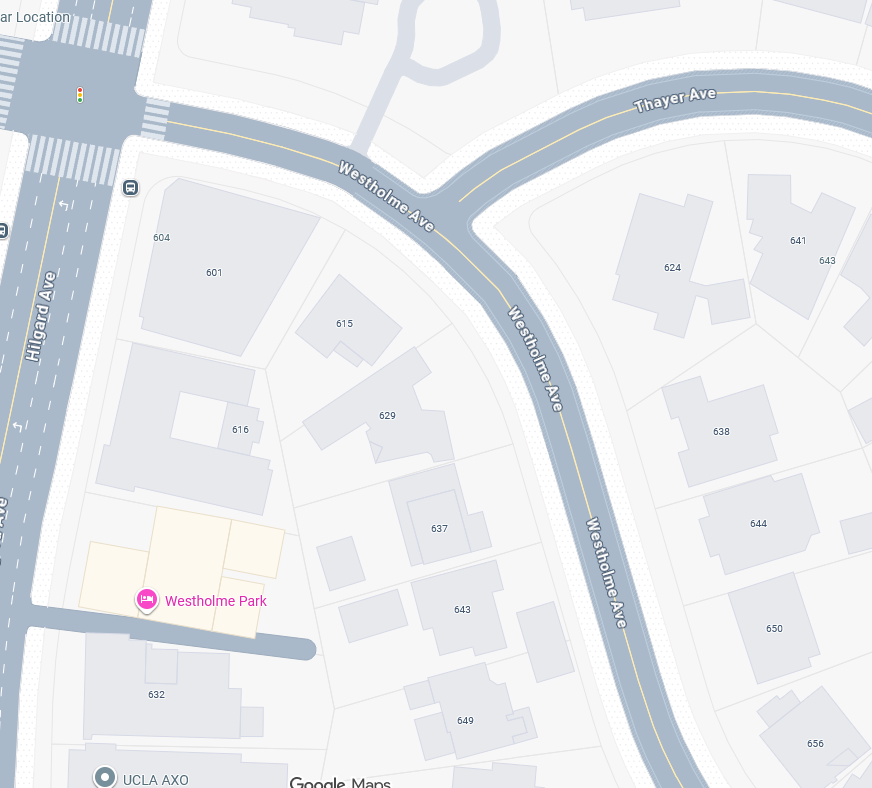 ar Location
Thayer Ave
Westholme Ave
604
601
641
643
624
Hilgard Ave
615
Westholme Ave
629
616
638
637
644
Westholme Ave
Westholme Park
643
650
632
649
656
UCLA AXO
Google Maps